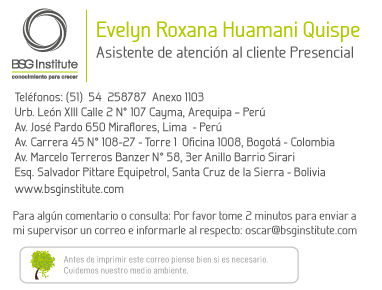 BSG Institute
conocimiento para crecer
Evelyn Roxana Huamani Quispe
Asistente de atención al cliente Presencial
Teléfonos: (51) 54 258787 Anexo 1103
Urb. León XIII Calle 2 N° 107 Cayma, Arequipa – Perú
Av. José Pardo 650 Miraflores, Lima - Perú
Av. Carrera 45 N° 108-27 - Torre 1 Oficina 1008, Bogotá - Colombia
Av. Marcelo Terreros Banzer N° 58, 3er Anillo Barrio Sirari
Esq. Salvador Pittare Equipetrol, Santa Cruz de la Sierra - Bolivia
www.bsginstitute.com
Para algún comentario o consulta: Por favor tome 2 minutos para enviar a
mi supervisor un correo e informarle al respecto: oscar@bsginstitute.com
Antes de imprimir este correo piense bien si es necesario.
Cuidemos nuestro medio ambiente.